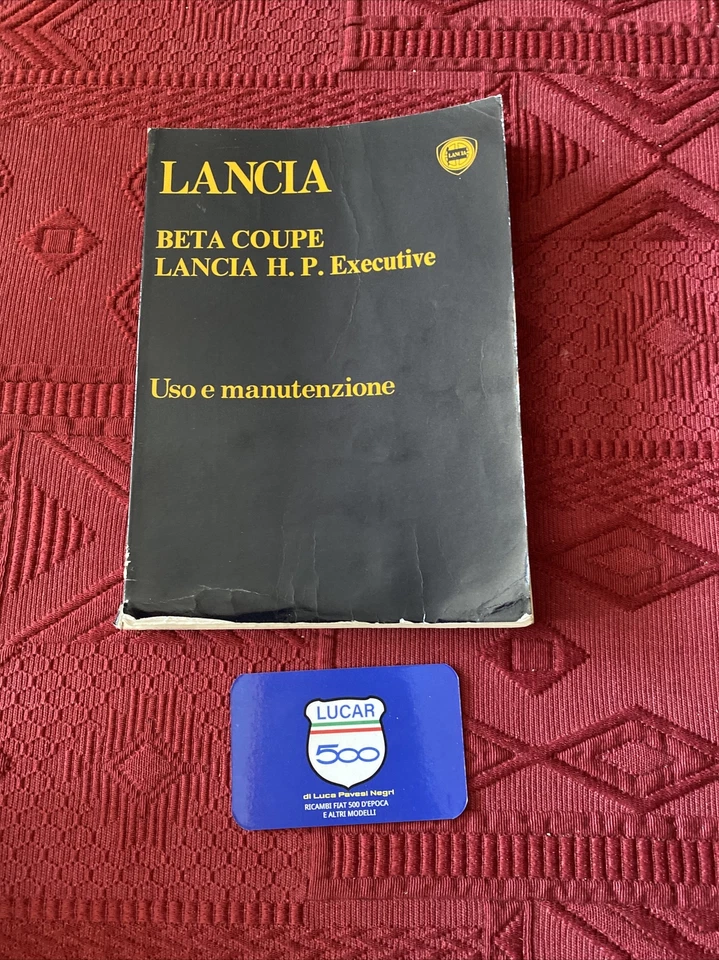 LANCIA
LANCIA
BETA COUPE
LANCIA H. P. Executive
Uso e manutenzione
LUCAR
500
di Luca Pavesi Negri
RICAMBI FIAT 500 D'EPOCA
E ALTRI MODELLI